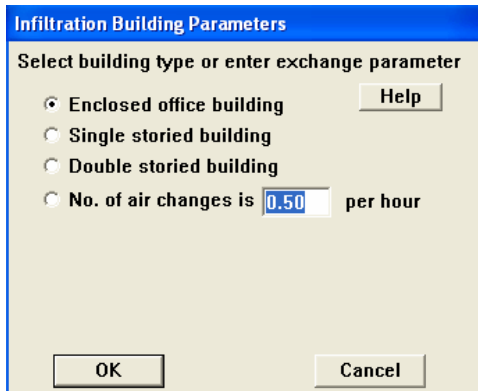 Infiltration Building Parameters
Select building type or enter exchange parameter
Enclosed office building
Help
Single storied building
Double storied building
No. of air changes is 0.50 per hour
OK
Cancel